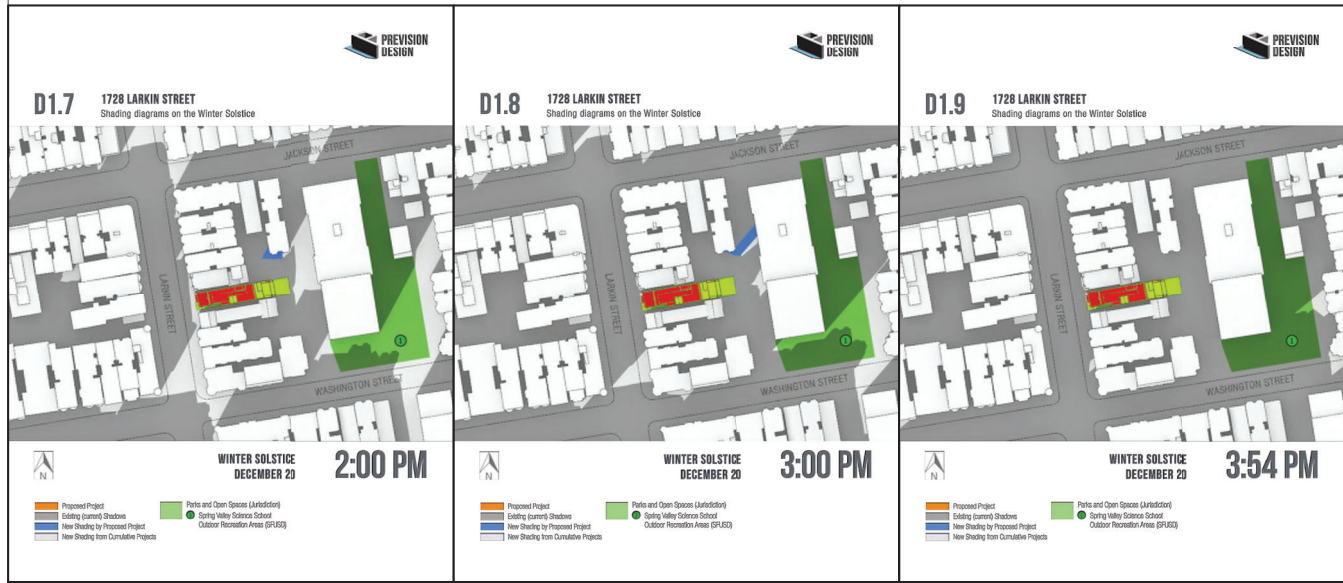 PREVISION
DESIGN
D1.7
1728 LARKIN STREET
Shading diagrams on the Winter Solstice
JACKSON STREET
LARKIN STREET
WASHINGTON STREET
1
N
WINTER SOLSTICE
DECEMBER 20
2:00 PM
Proposed Project
Existing (current) Shadows
New Shading by Proposed Project
New Shading from Cumulative Projects
Parks and Open Spaces (Jurisdiction)
1 Spring Valley Science School
Outdoor Recreation Areas (SFUSD)
PREVISION
DESIGN
D1.8
1728 LARKIN STREET
Shading diagrams on the Winter Solstice
JACKSON STREET
LARKIN STREET
WASHINGTON STREET
1
N
WINTER SOLSTICE
DECEMBER 20
3:00 PM
Proposed Project
Existing (current) Shadows
New Shading by Proposed Project
New Shading from Cumulative Projects
Parks and Open Spaces (Jurisdiction)
1 Spring Valley Science School
Outdoor Recreation Areas (SFUSD)
PREVISION
DESIGN
D1.9
1728 LARKIN STREET
Shading diagrams on the Winter Solstice
JACKSON STREET
LARKIN STREET
WASHINGTON STREET
1
N
WINTER SOLSTICE
DECEMBER 20
3:54 PM
Proposed Project
Existing (current) Shadows
New Shading by Proposed Project
New Shading from Cumulative Projects
Parks and Open Spaces (Jurisdiction)
1 Spring Valley Science School
Outdoor Recreation Areas (SFUSD)